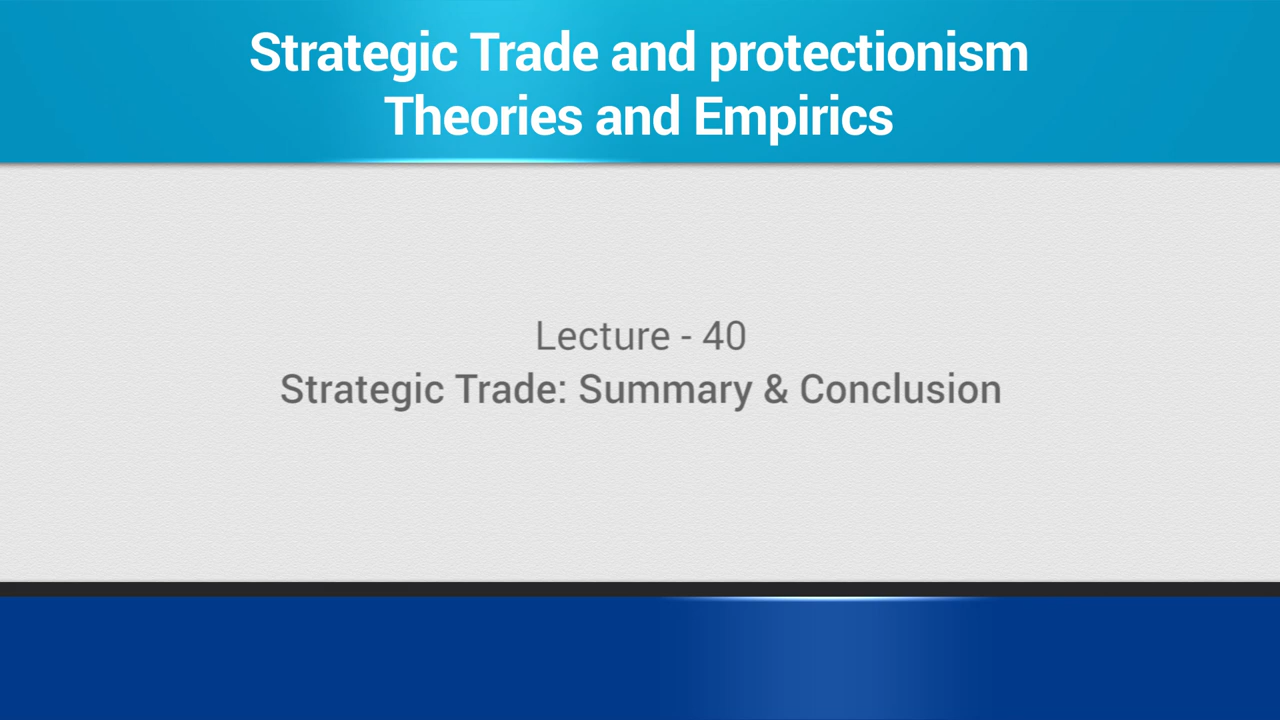 Strategic Trade and protectionism
Theories and Empirics
Lecture - 40
Strategic Trade: Summary & Conclusion